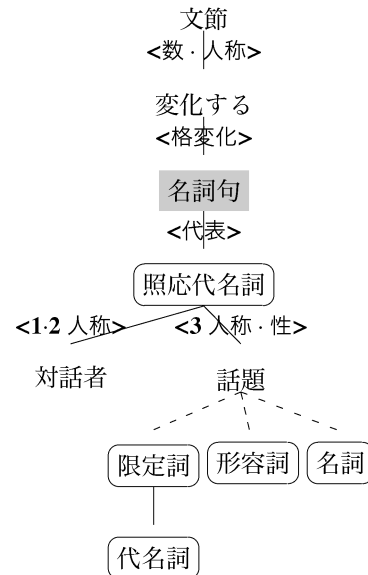 文節
<数 · 人称>
変化する
<格変化>
名詞句
<代表>
照応代名詞
<1·2 人称> <3 人称 · 性>
対話者 話題
限定詞 形容詞 名詞
代名詞